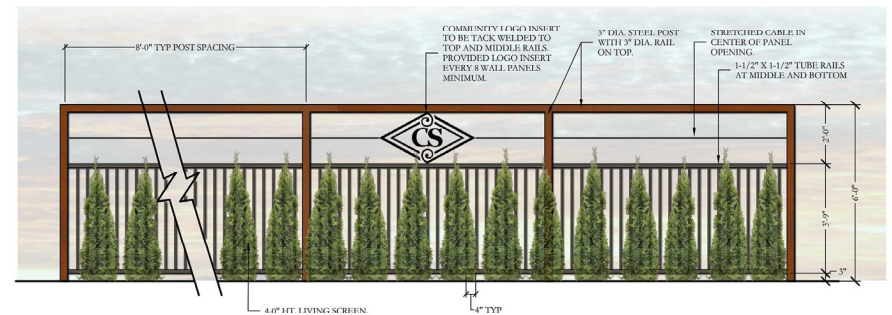 COMMUNITY LOGO INSERT
TO BE TACK WELDED TO
TOP AND MIDDLE RAILS.
PROVIDED LOGO INSERT
EVERY 8 WALL PANELS
MINIMUM.
3" DIA. STEEL POST
WITH 3" DIA. RAIL
ON TOP.
STRETCHED CABLE IN
CENTER OF PANEL
OPENING.
1-1/2" X 1-1/2" TUBE RAILS
AT MIDDLE AND BOTTOM
8'-0" TYP POST SPACING
CS
2'-0"
6'-0"
3'-9"
3"
4" TYP
4-0" HT. LIVING SCREEN.